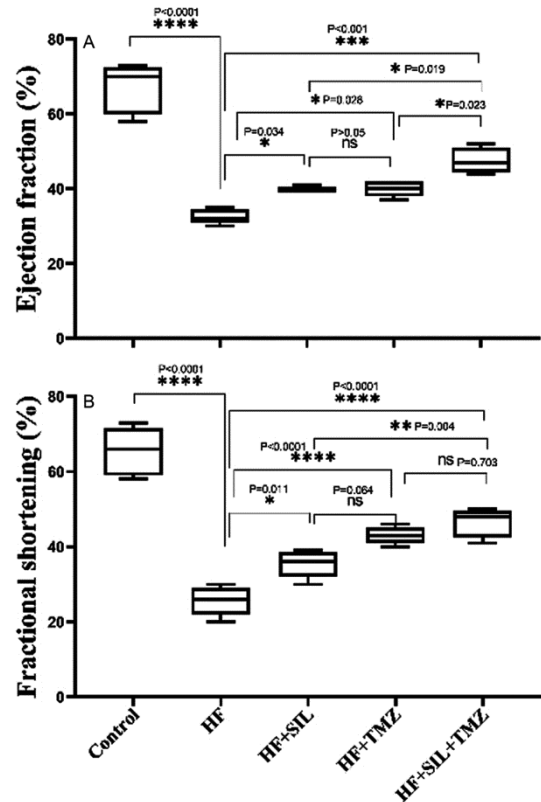 A
P<0.0001
****
P<0.001
***
* P=0.019
* P=0.026
* P=0.023
P=0.034
*
P>0.05
ns
Ejection fraction (%)
80
60
40
20
0
B
P<0.0001
****
P<0.0001
****
** P=0.004
P<0.0001
****
ns P=0.703
P=0.011
*
P=0.064
ns
Fractional shortening (%)
80
60
40
20
0
Control
HF
HF+SIL
HF+TMZ
HF+SIL+TMZ